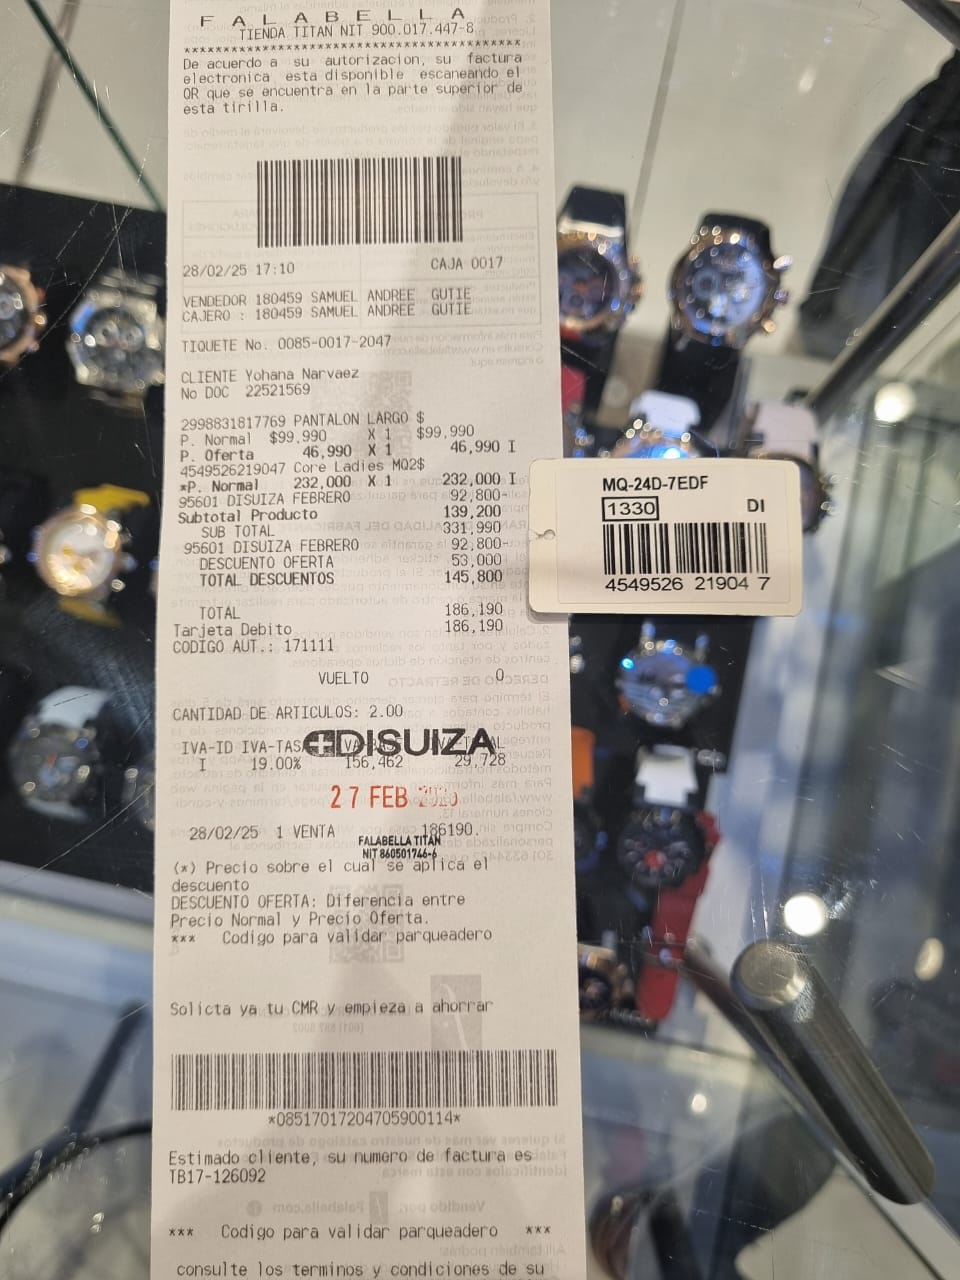 FALABELLA
TIENDA TITAN NIT 900.017.447-8
****************************************
De acuerdo a su autorizacion, su factura
electronica esta disponible escaneando el
QR que se encuentra en la parte superior de
esta tirilla.
28/02/25 17:10 CAJA 0017
VENDEDOR 180459 SAMUEL ANDREE GUTIE
CAJERO : 180459 SAMUEL ANDREE GUTIE
TIQUETE No. 0085-0017-2047
CLIENTE Yohana Narvaez
No DOC 22521569
2998831817769 PANTALON LARGO $
P. Normal $99,990 X 1 $99,990
P. Oferta 46,990 X 1 46,990 I
4549526219047 Core Ladies MQ2$
*P. Normal 232,000 X 1 232,000 I
95601 DISUIZA FEBRERO 92,800-
Subtotal Producto 139,200
SUB TOTAL 331,990
95601 DISUIZA FEBRERO 92,800-
DESCUENTO OFERTA 53,000
TOTAL DESCUENTOS 145,800
TOTAL 186,190
Tarjeta Debito 186,190
CODIGO AUT.: 171111
VUELTO 0
CANTIDAD DE ARTICULOS: 2.00
DISUIZA
IVA-ID IVA-TASA
I 19.00% 156,462 29,728
27 FEB
28/02/25 1 VENTA 186190.
FALABELLA TITAN
NIT 860501746-6
(*) Precio sobre el cual se aplica el
descuento
DESCUENTO OFERTA: Diferencia entre
Precio Normal y Precio Oferta.
*** Codigo para validar parqueadero
***
Solicta ya tu CMR y empieza a ahorrar
*08517017204705900114*
Estimado cliente, su numero de factura es
TB17-126092
*** Codigo para validar parqueadero ***
consulte los terminos y condiciones de su
MQ-24D-7EDF
1330 DI
4549526 21904 7